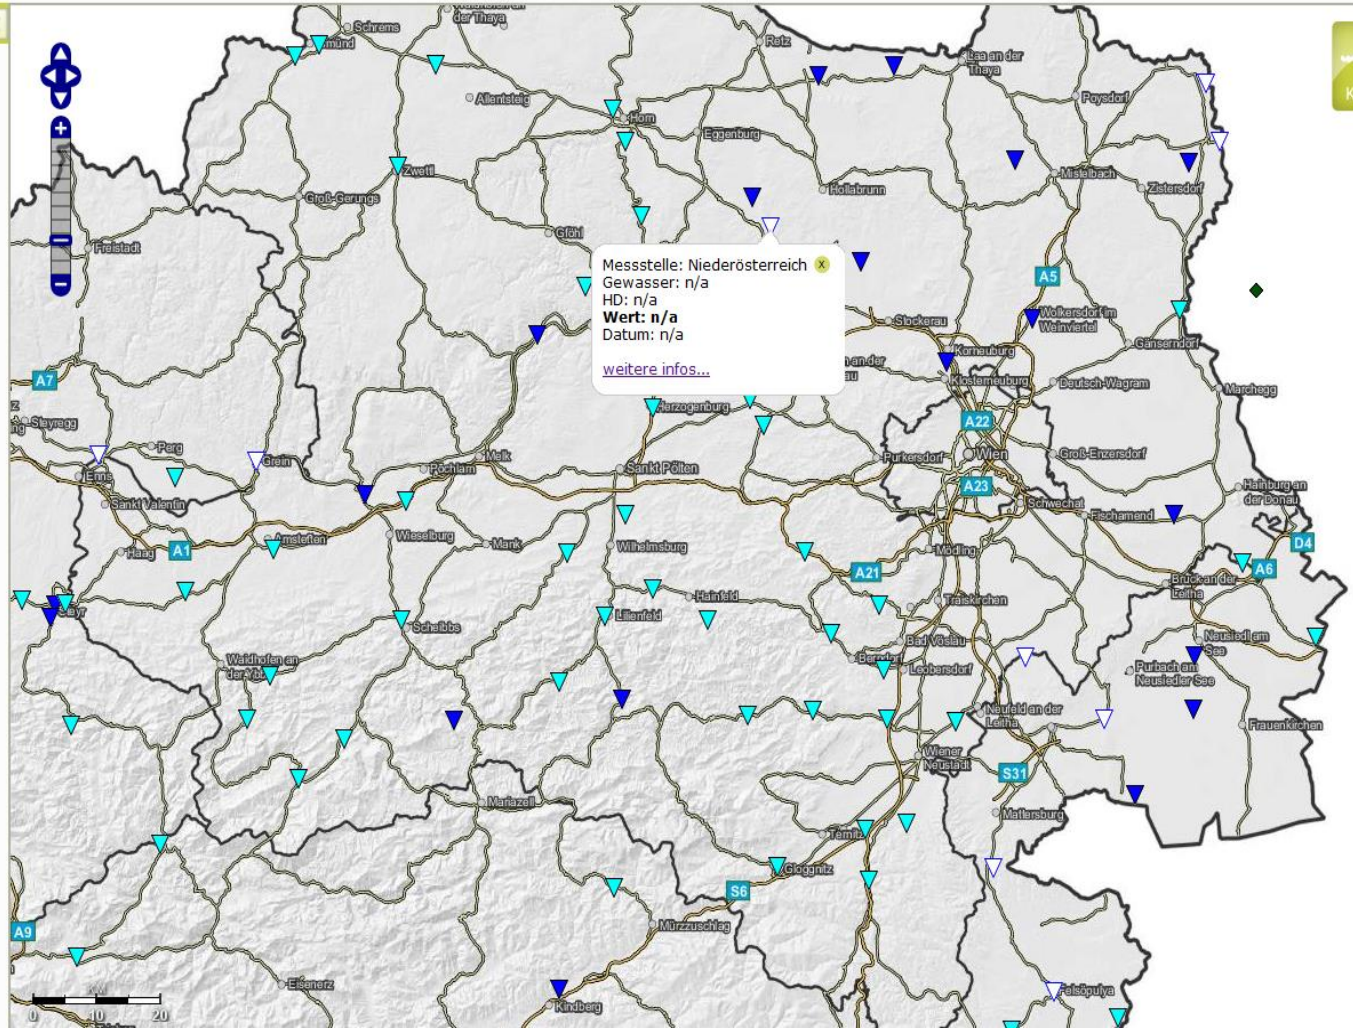 der Thaya
Schrems
Retz
Laa an der
Thaya
Allentsteig
Poysdorf
Horn
Eggenburg
Zwettl
Mistelbach
Hollabrunn
Zistersdorf
Groß-Gerungs
Gföhl
Freistadt
Messstelle: Niederösterreich x
Gewasser: n/a
HD: n/a
Wert: n/a
Datum: n/a
weitere infos...
A5
Wolkersdorf im
Weinviertel
Stockerau
Gänserndorf
Korneuburg
A7
Klosterneuburg
Deutsch-Wagram
Marchegg
Herzogenburg
Steyregg
A22
Perg
Grein
Melk
Pöchlarn
Sankt Pölten
Purkersdorf
Wien
Groß-Enzersdorf
Enns
A23
Hainburg an
der Donau
Sankt Valentin
Schwechat
Fischamend
Wieselburg
Amstetten
Mank
Wilhelmsburg
Haag
A1
Mödling
D4
A21
A6
Bruck an der
Leitha
Hainfeld
Traiskirchen
Lilienfeld
Scheibbs
Bad Vöslau
Neusiedl am
See
Waidhofen an
der Ybbs
Berndorf
Leobersdorf
Purbach am
Neusiedler See
Neufeld an der
Leitha
Frauenkirchen
Wiener
Neustadt
S31
Mariazell
Mattersburg
Ternitz
Gloggnitz
S6
A9
Mürzzuschlag
Eisenerz
Felsöpulya
Kindberg
0 10 20
K